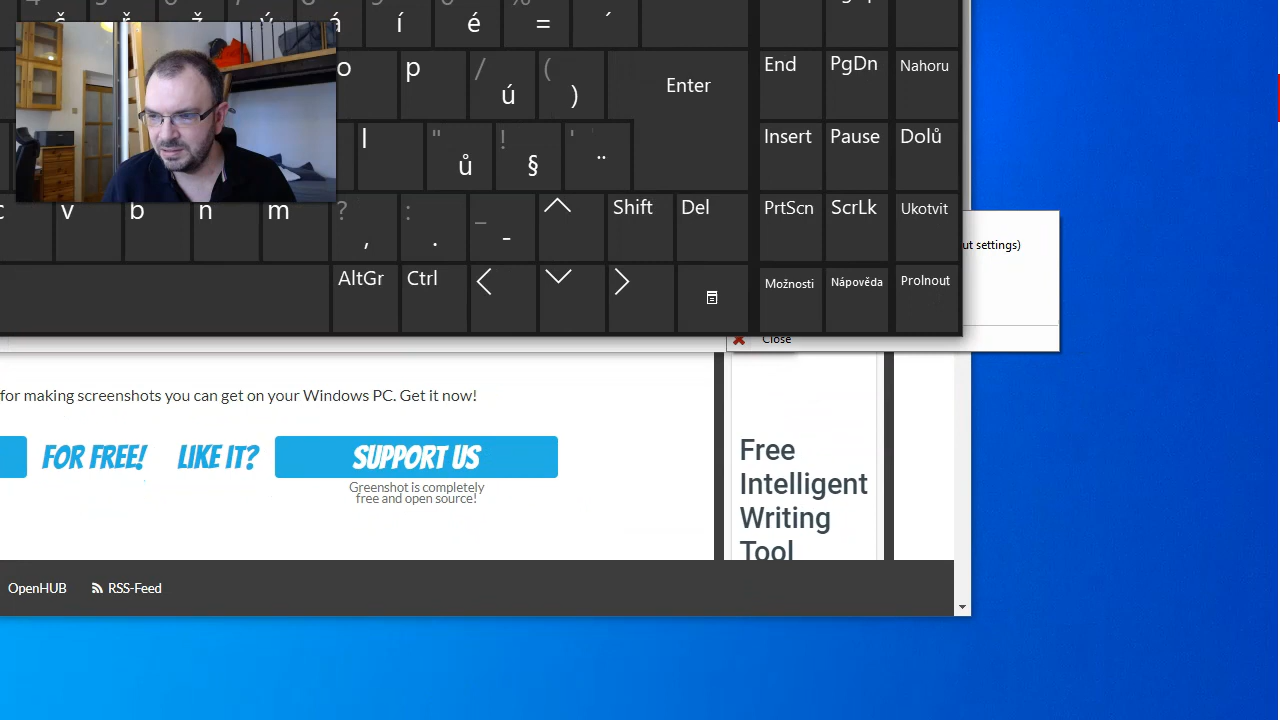 č ř ž ý á í é = ´
o p / ú ( ) Enter End PgDn Nahoru
l " ů ! § ' ¨ Insert Pause Dolů
c v b n m ? , : . _ - Shift Del PrtScn ScrLk Ukotvit
AltGr Ctrl Možnosti Nápověda Prolnout
ut settings)
Close
for making screenshots you can get on your Windows PC. Get it now!
FOR FREE! LIKE IT? SUPPORT US
Greenshot is completely
free and open source!
Free
Intelligent
Writing
Tool
OpenHUB RSS-Feed